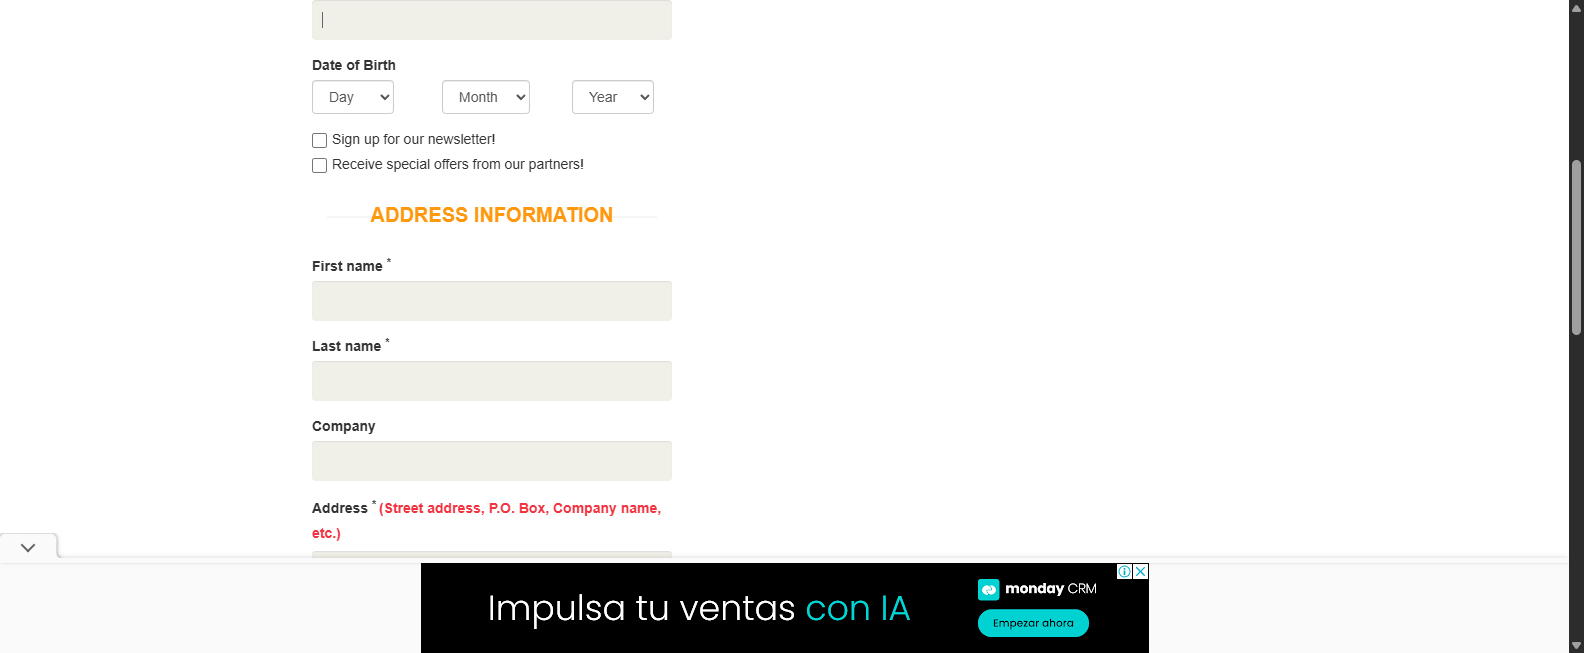 Date of Birth
Day Month Year
Sign up for our newsletter!
Receive special offers from our partners!
ADDRESS INFORMATION
First name *
Last name *
Company
Address * (Street address, P.O. Box, Company name,
etc.)
Impulsa tu ventas con IA
monday CRM
Empezar ahora